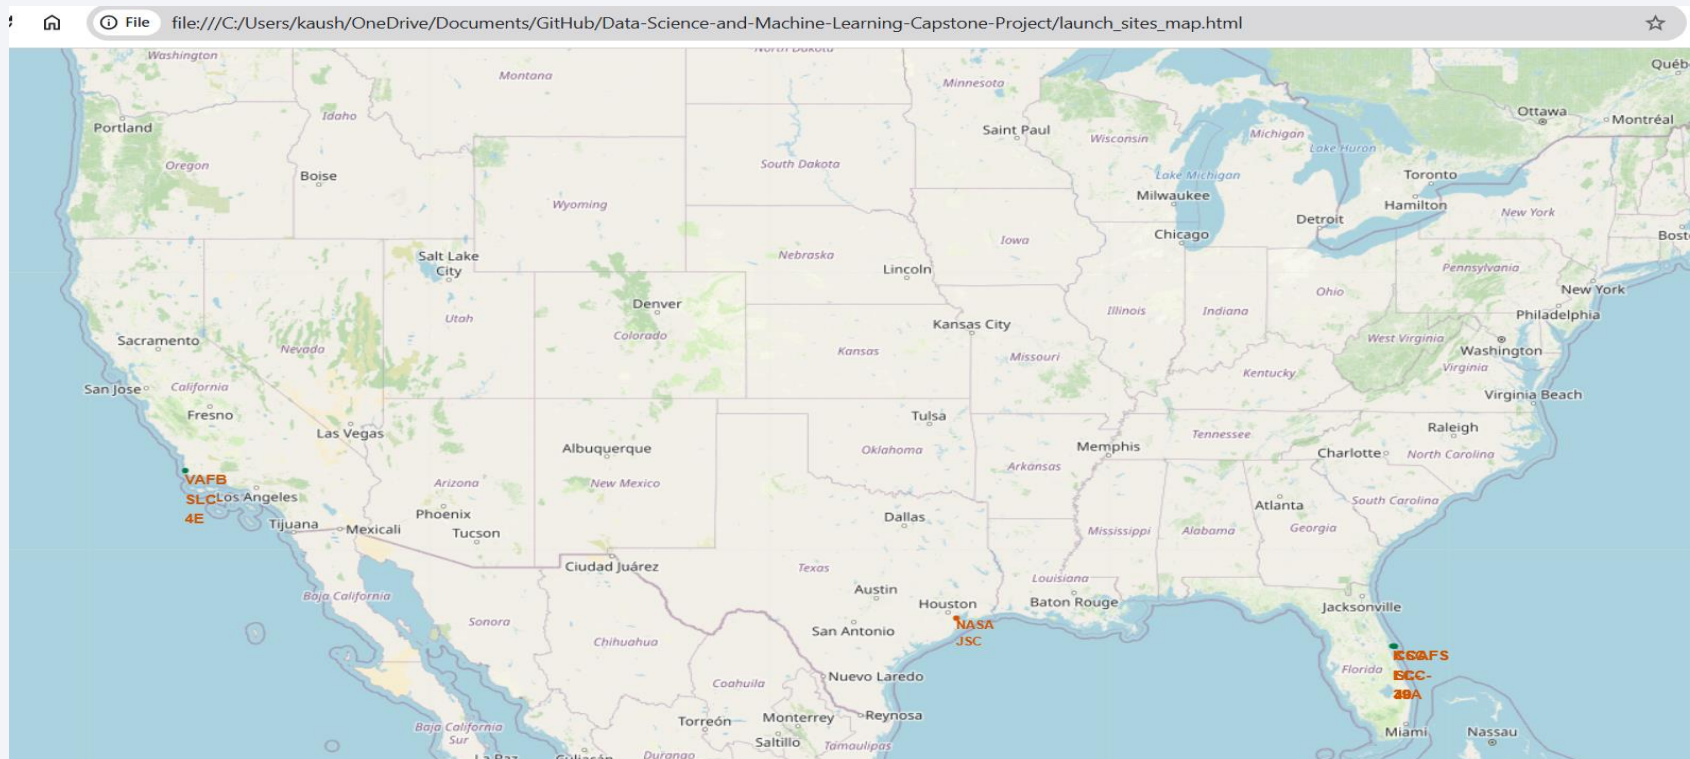 File
file:///C:/Users/kaush/OneDrive/Documents/GitHub/Data-Science-and-Machine-Learning-Capstone-Project/launch_sites_map.html
North Dakota
Washington
Québ
Montana
Minnesota
Idaho
Ottawa
Montréal
Portland
Saint Paul
Wisconsin
Michigan
Lake Huron
Oregon
South Dakota
Boise
Lake Michigan
Toronto
Milwaukee
Wyoming
Hamilton
New York
Detroit
Chicago
Bost
Iowa
Salt Lake
City
Nebraska
Lincoln
Pennsylvania
New York
Denver
Ohio
Utah
Illinois
Indiana
Philadelphia
Kansas City
Colorado
Sacramento
Nevada
Kansas
Missouri
West Virginia
Washington
Virginia
Kentucky
San Jose
California
Virginia Beach
Fresno
Tulsa
Las Vegas
Raleigh
Tennessee
Albuquerque
Oklahoma
Memphis
Charlotte
North Carolina
Arkansas
VAFB
SLC-
4E
Los Angeles
Arizona
New Mexico
South Carolina
Atlanta
Phoenix
Dallas
Tijuana
Mexicali
Tucson
Mississippi
Alabama
Georgia
Ciudad Juárez
Texas
Louisiana
Baja California
Austin
Houston
Baton Rouge
Jacksonville
Sonora
NASA
JSC
San Antonio
Chihuahua
Florida
Nuevo Laredo
Coahuila
Reynosa
Torreón
Monterrey
Baja California
Sur
Saltillo
Tamaulipas
Miami
Nassau
Durango
La Paz
Culiacán